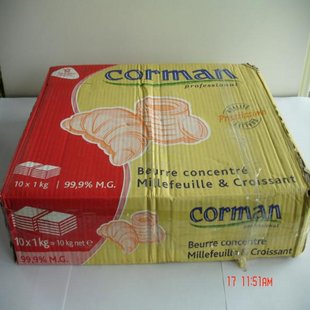 corman
professional
Prestissimo
10 x 1 kg | 99,9% M.G.
Beurre concentré
Millefeuille & Croissant
corman
professional
10 x 1 kg = 10 kg net e
99,9% M.G.
Beurre concentré
Millefeuille & Croissant
17 11:51AM